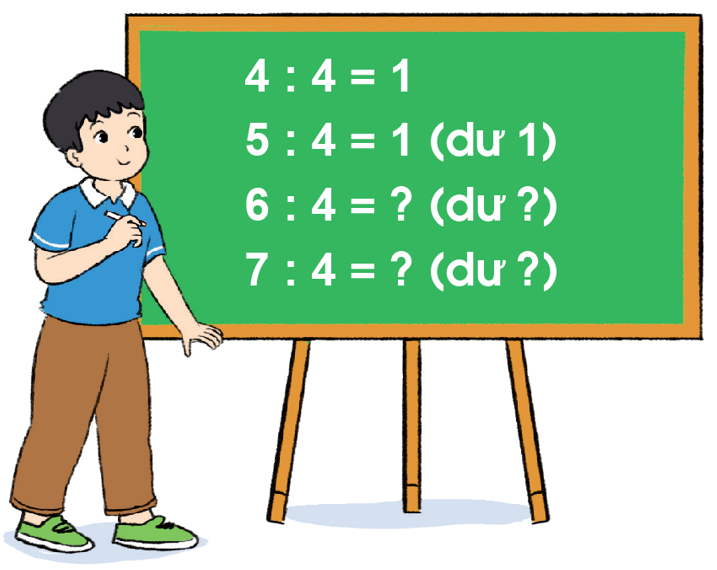 4 : 4 = 1
5 : 4 = 1 (dư 1)
6 : 4 = ? (dư ?)
7 : 4 = ? (dư ?)